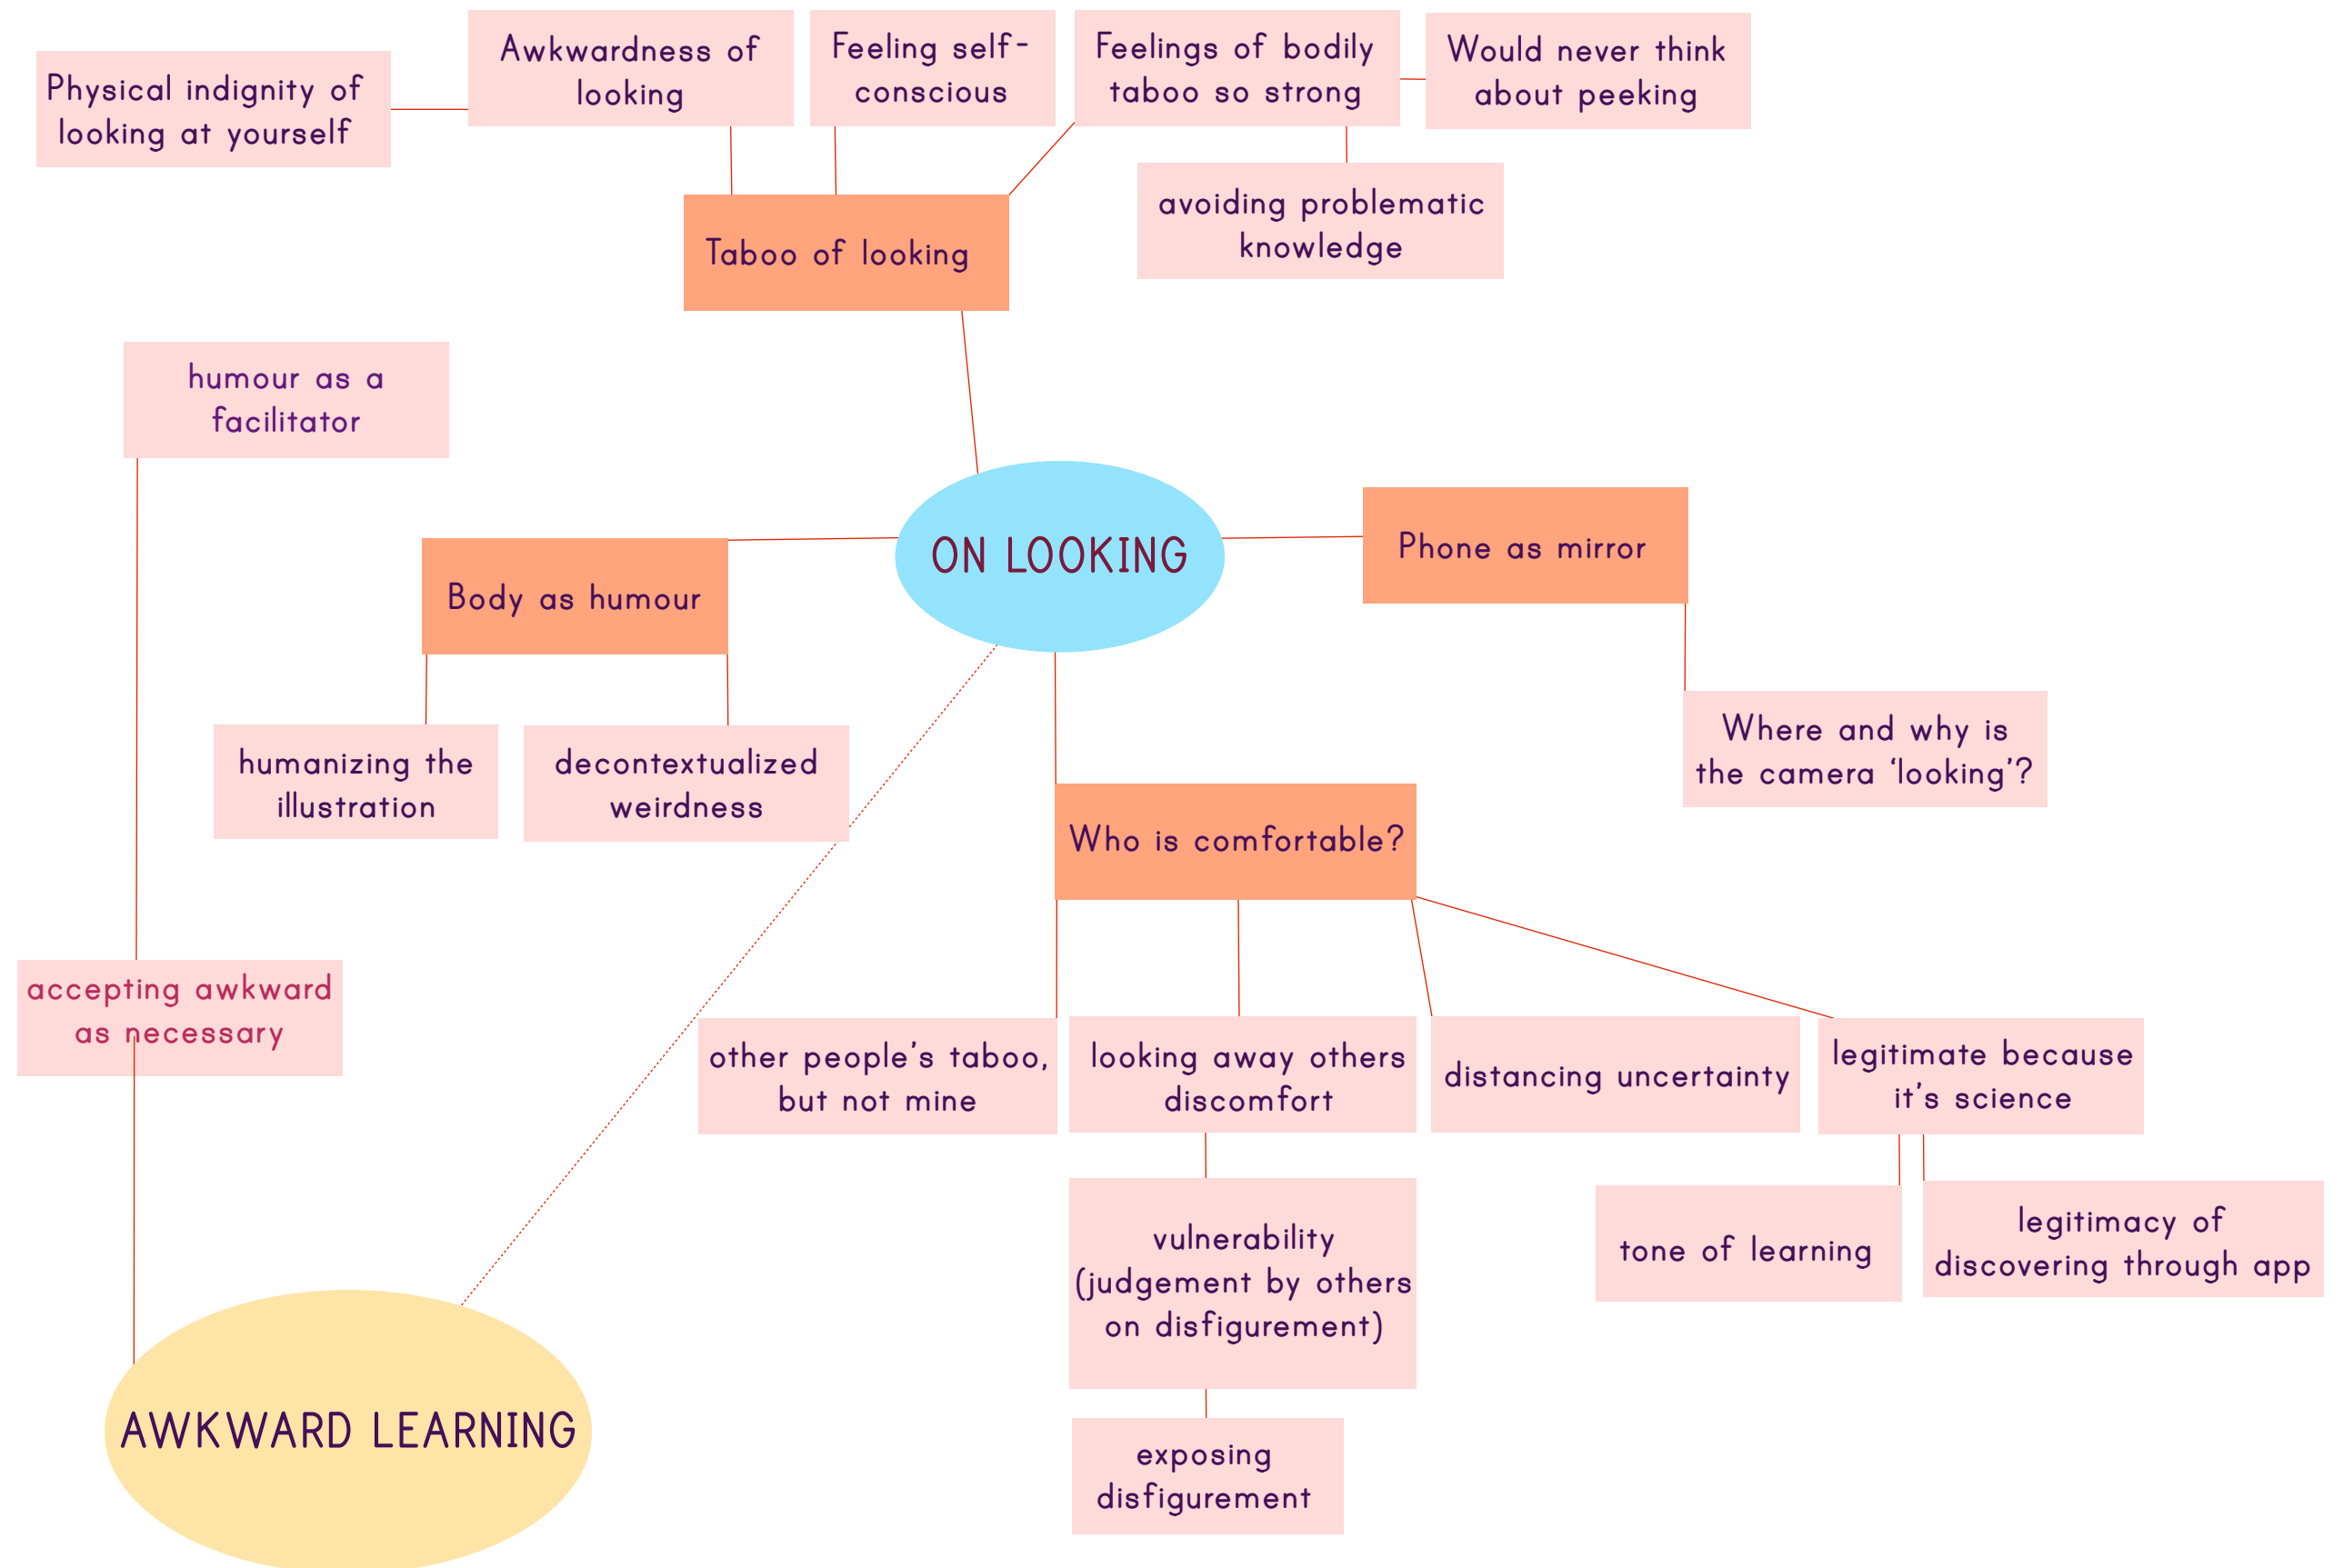 Physical indignity of
looking at yourself
Awkwardness of
looking
Feeling self-
conscious
Feelings of bodily
taboo so strong
Would never think
about peeking
avoiding problematic
knowledge
Taboo of looking
humour as a
facilitator
ON LOOKING
Phone as mirror
Body as humour
humanizing the
illustration
decontextualized
weirdness
Where and why is
the camera ‘looking’?
Who is comfortable?
accepting awkward
as necessary
other people’s taboo,
but not mine
looking away others
discomfort
distancing uncertainty
legitimate because
it’s science
vulnerability
(judgement by others
on disfigurement)
tone of learning
legitimacy of
discovering through app
AWKWARD LEARNING
exposing
disfigurement